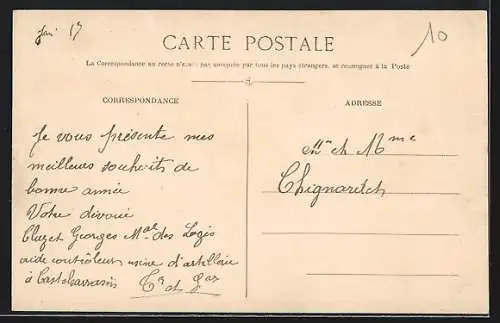 Jan. 17
10
CARTE POSTALE
La Correspondance au recto n'est pas acceptée par tous les pays étrangers, se renseigner à la Poste
CORRESPONDANCE
Je vous présente mes
meilleurs souhaits de
bonne année
Votre dévoué
Cluzet Georges Mal des Logis
aide contrôleur usine d'artillerie
à Castelsarrasin
ADRESSE
Mr et Mme
Chignaritch